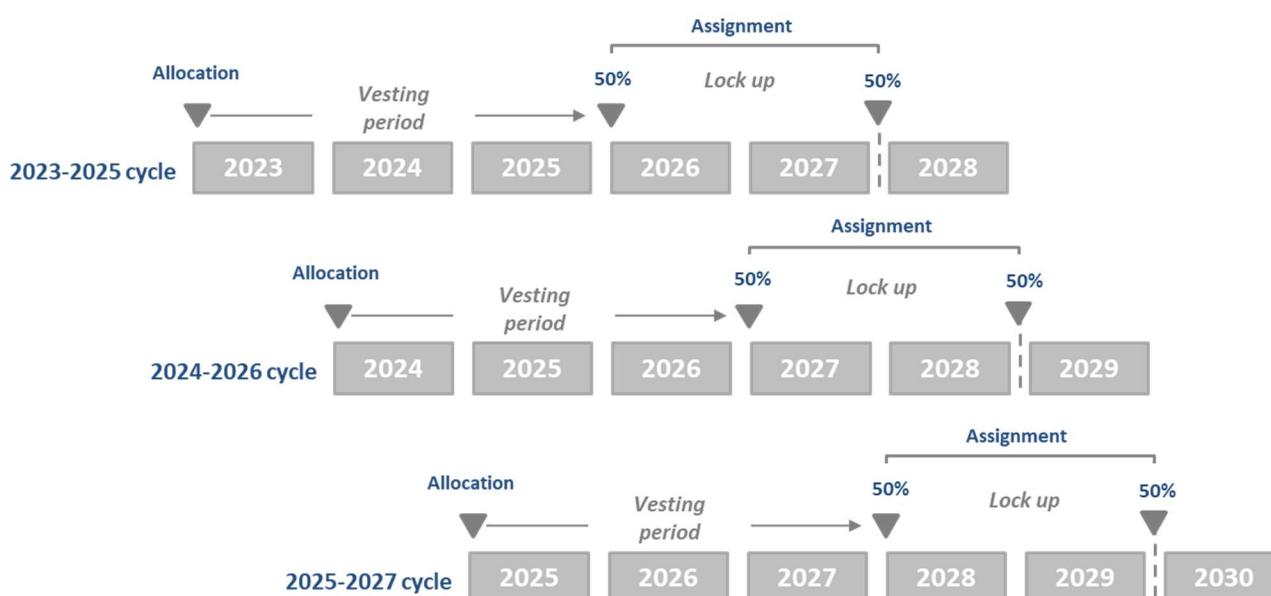 Assignment
Allocation
50%
Lock up
50%
Vesting
period
2023-2025 cycle
2023
2024
2025
2026
2027
2028
Assignment
Allocation
50%
Lock up
50%
Vesting
period
2024-2026 cycle
2024
2025
2026
2027
2028
2029
Assignment
Allocation
50%
Lock up
50%
Vesting
period
2025-2027 cycle
2025
2026
2027
2028
2029
2030